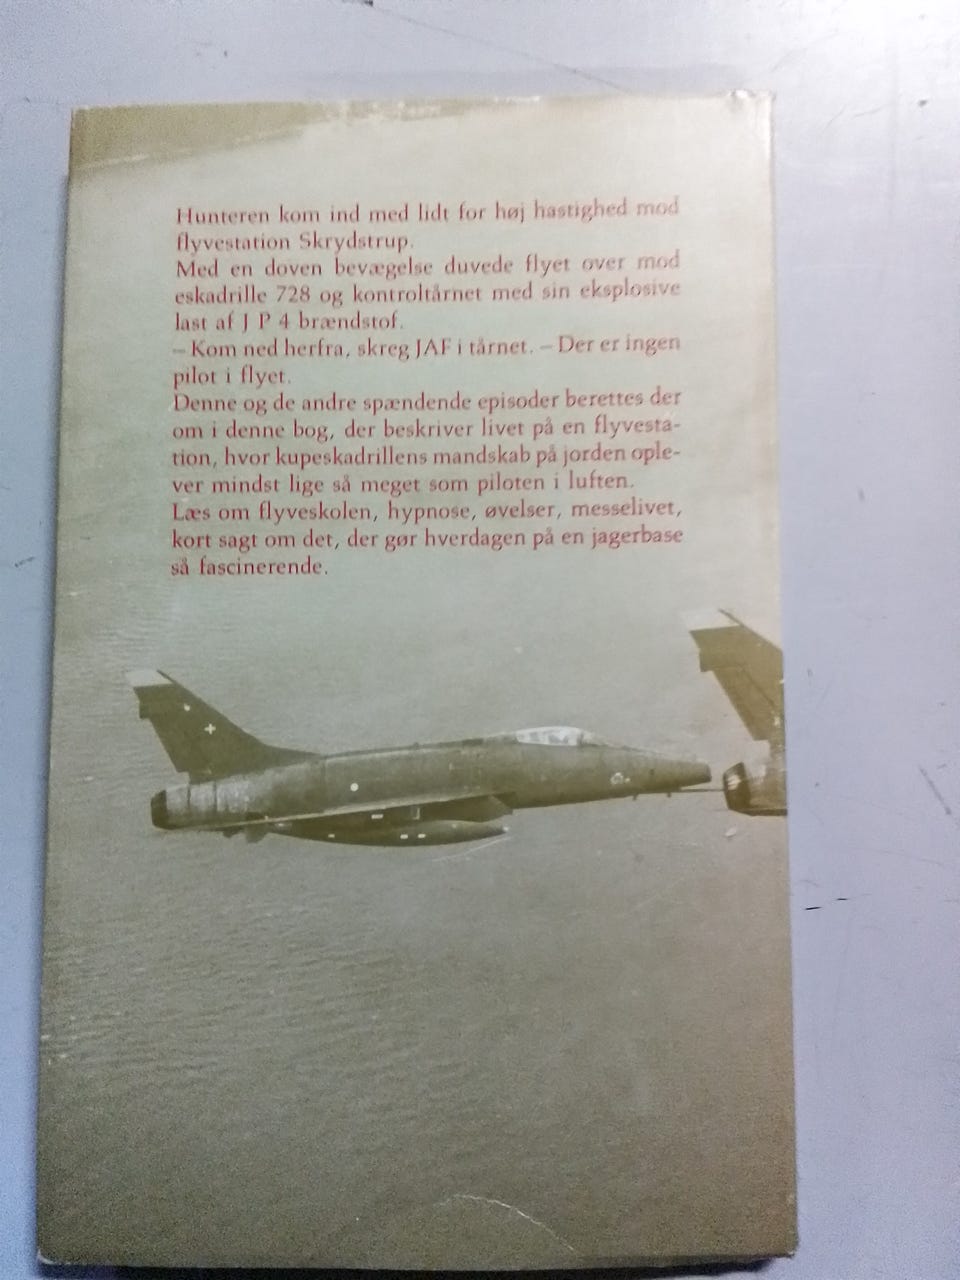 Hunteren kom ind med lidt for høj hastighed mod
flyvestation Skrydstrup.
Med en doven bevægelse duvede flyet over mod
eskadrille 728 og kontroltårnet med sin eksplosive
last af J P 4 brændstof.
– Kom ned herfra, skreg JAF i tårnet. – Der er ingen
pilot i flyet.
Denne og de andre spændende episoder berettes der
om i denne bog, der beskriver livet på en flyvesta-
tion, hvor kupeskadrillens mandskab på jorden ople-
ver mindst lige så meget som piloten i luften.
Læs om flyveskolen, hypnose, øvelser, messelivet,
kort sagt om det, der gør hverdagen på en jagerbase
så fascinerende.